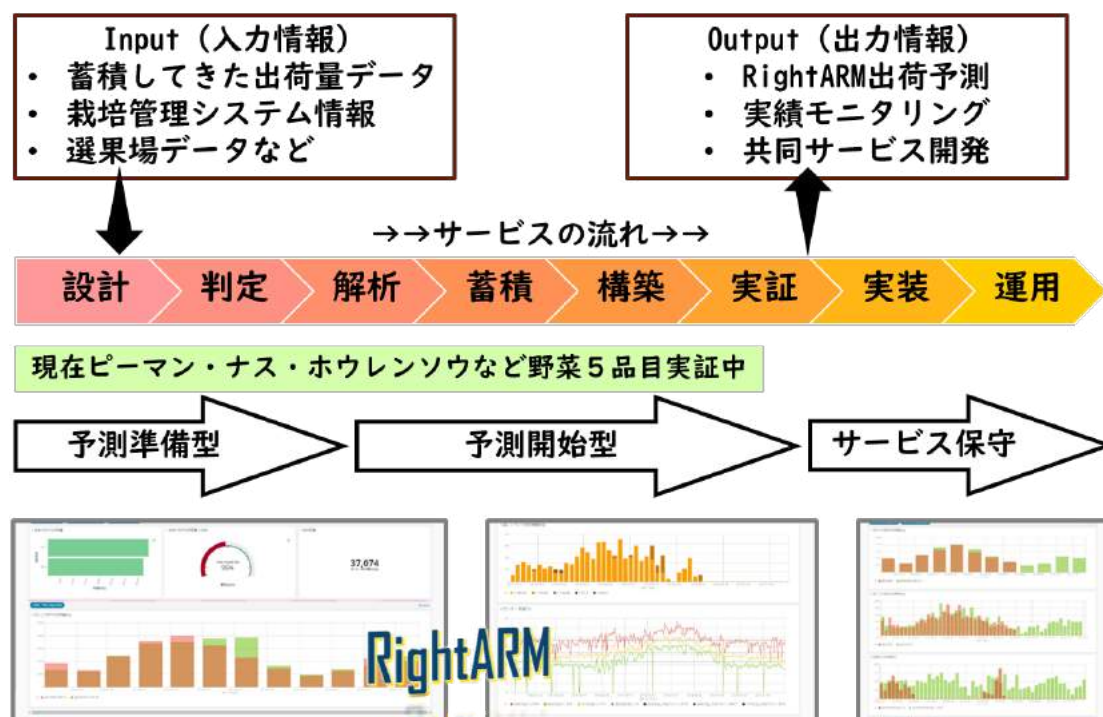 Input（入力情報）
・ 蓄積してきた出荷量データ
・ 栽培管理システム情報
・ 選果場データなど
Output（出力情報）
・ RightARM出荷予測
・ 実績モニタリング
・ 共同サービス開発
→→サービスの流れ→→
設計
判定
解析
蓄積
構築
実証
実装
運用
現在ピーマン・ナス・ホウレンソウなど野菜５品目実証中
予測準備型
予測開始型
サービス保守
37,074
RightARM